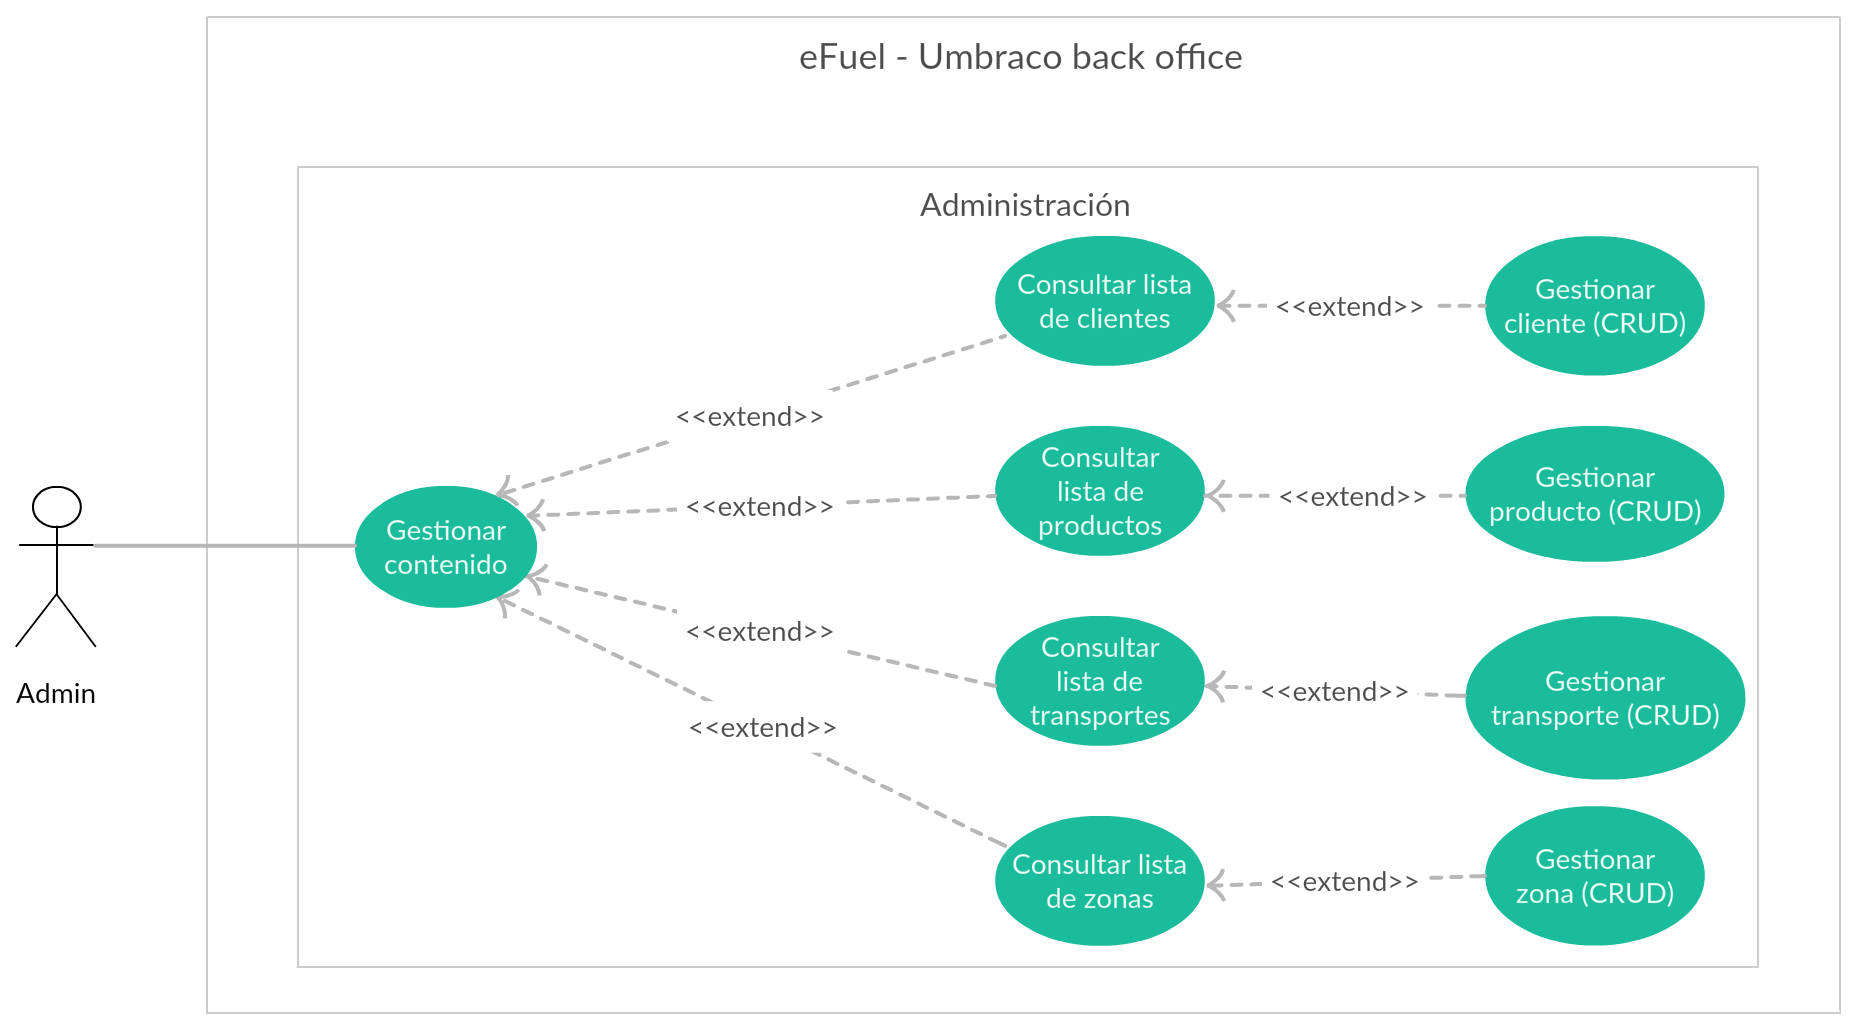 eFuel - Umbraco back office
Administración
Consultar lista
de clientes
<<extend>>
Gestionar
cliente (CRUD)
<<extend>>
Consultar
lista de
productos
<<extend>>
Gestionar
producto (CRUD)
<<extend>>
Gestionar
contenido
Admin
<<extend>>
Consultar
lista de
transportes
<<extend>>
Gestionar
transporte (CRUD)
<<extend>>
Consultar lista
de zonas
<<extend>>
Gestionar
zona (CRUD)